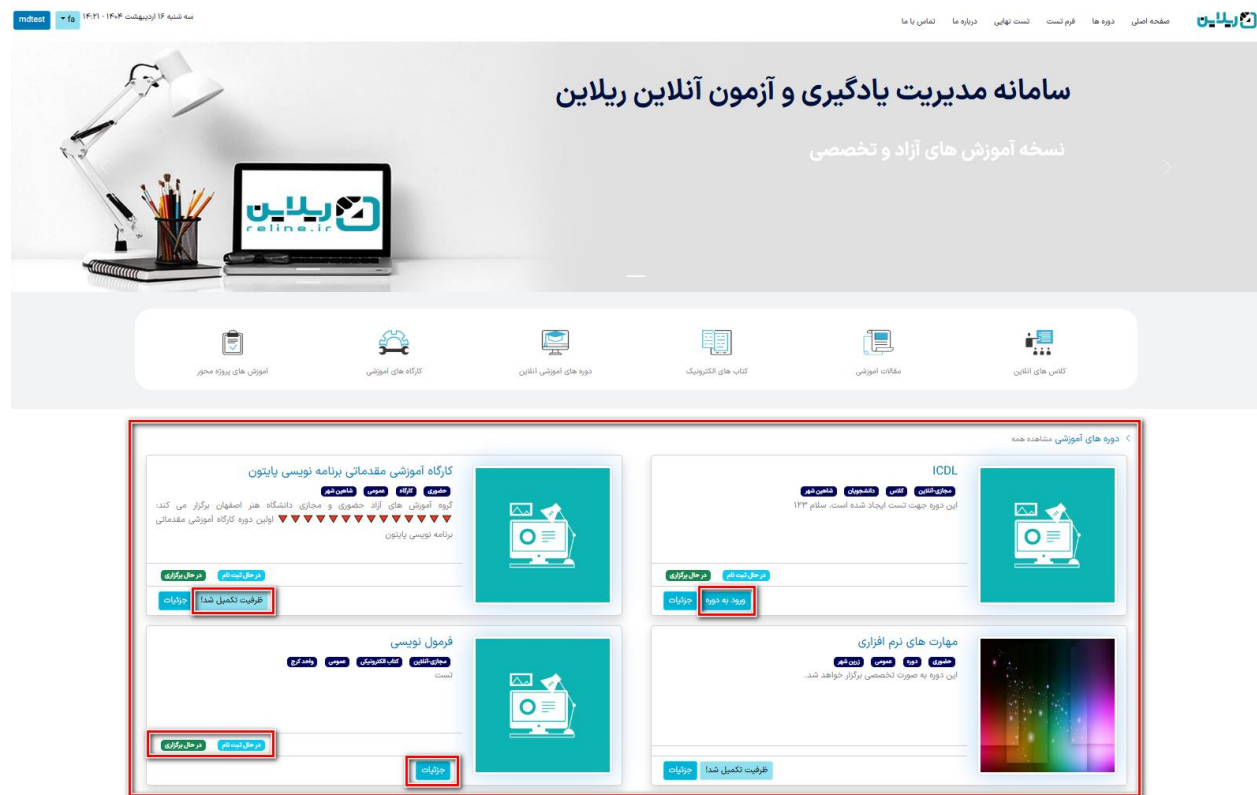 ریلاین
صفحه اصلی دوره ها فرم تست تست نهایی درباره ما تماس با ما
سه شنبه ۱۶ اردیبهشت ۱۴۰۴ - ۱۴:۲۱
fa
mdtest
سامانه مدیریت یادگیری و آزمون آنلاین ریلاین
نسخه آموزش های آزاد و تخصصی
ریلاین
reline.ir
کلاس های آنلاین
مقالات آموزشی
کتاب های الکترونیک
دوره های آموزشی آنلاین
کارگاه های آموزشی
آموزش های پروژه محور
دوره های آموزشی مشاهده همه
ICDL
مجازی-آنلاین کلاس دانشجویان شاهین شهر
این دوره جهت تست ایجاد شده است. سلام ۱۲۳
در حال ثبت نام در حال برگزاری
ورود به دوره جزئیات
کارگاه آموزشی مقدماتی برنامه نویسی پایتون
حضوری کارگاه عمومی شاهین شهر
گروه آموزش های آزاد حضوری و مجازی دانشگاه هنر اصفهان برگزار می کند:
🔻🔻🔻🔻🔻🔻🔻🔻🔻🔻🔻🔻🔻 اولین دوره کارگاه آموزشی مقدماتی
برنامه نویسی پایتون
در حال ثبت نام در حال برگزاری
ظرفیت تکمیل شد! جزئیات
مهارت های نرم افزاری
حضوری دوره عمومی زرین شهر
این دوره به صورت تخصصی برگزار خواهد شد.
ظرفیت تکمیل شد! جزئیات
فرمول نویسی
مجازی-آنلاین کتاب الکترونیکی عمومی واحد کرج
تست
در حال ثبت نام در حال برگزاری
جزئیات